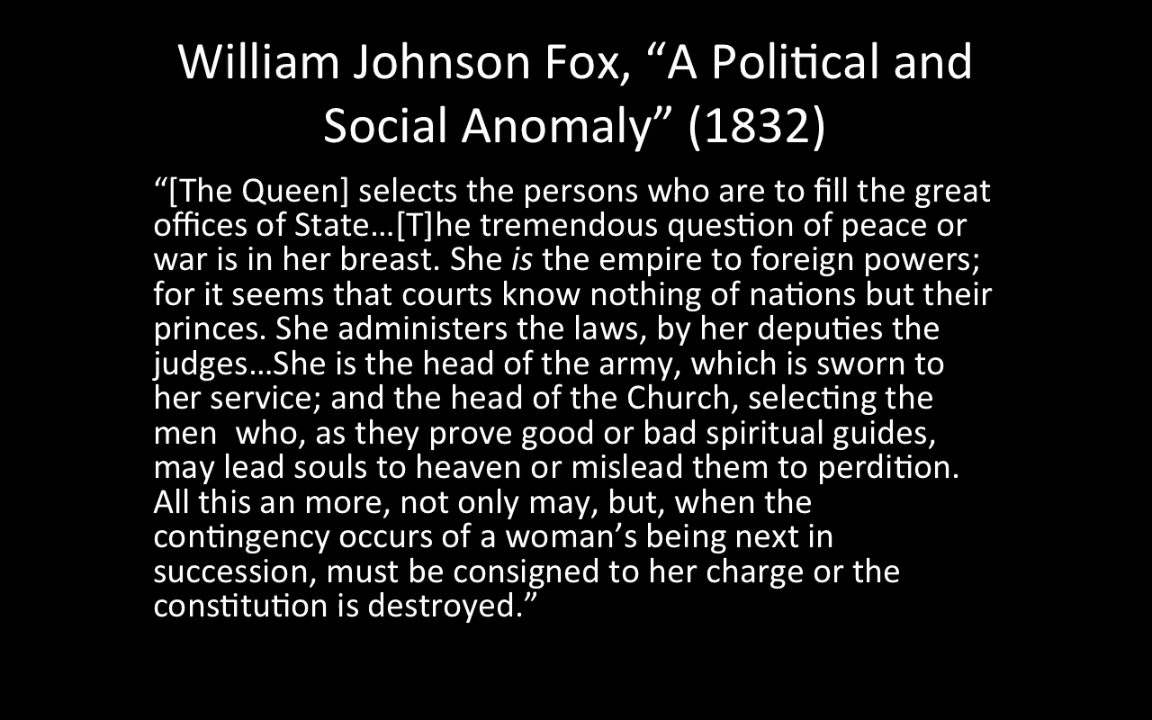 William Johnson Fox, “A Political and
Social Anomaly” (1832)
“[The Queen] selects the persons who are to fill the great
offices of State…[T]he tremendous question of peace or
war is in her breast. She is the empire to foreign powers;
for it seems that courts know nothing of nations but their
princes. She administers the laws, by her deputies the
judges…She is the head of the army, which is sworn to
her service; and the head of the Church, selecting the
men  who, as they prove good or bad spiritual guides,
may lead souls to heaven or mislead them to perdition.
All this an more, not only may, but, when the
contingency occurs of a woman’s being next in
succession, must be consigned to her charge or the
constitution is destroyed.”